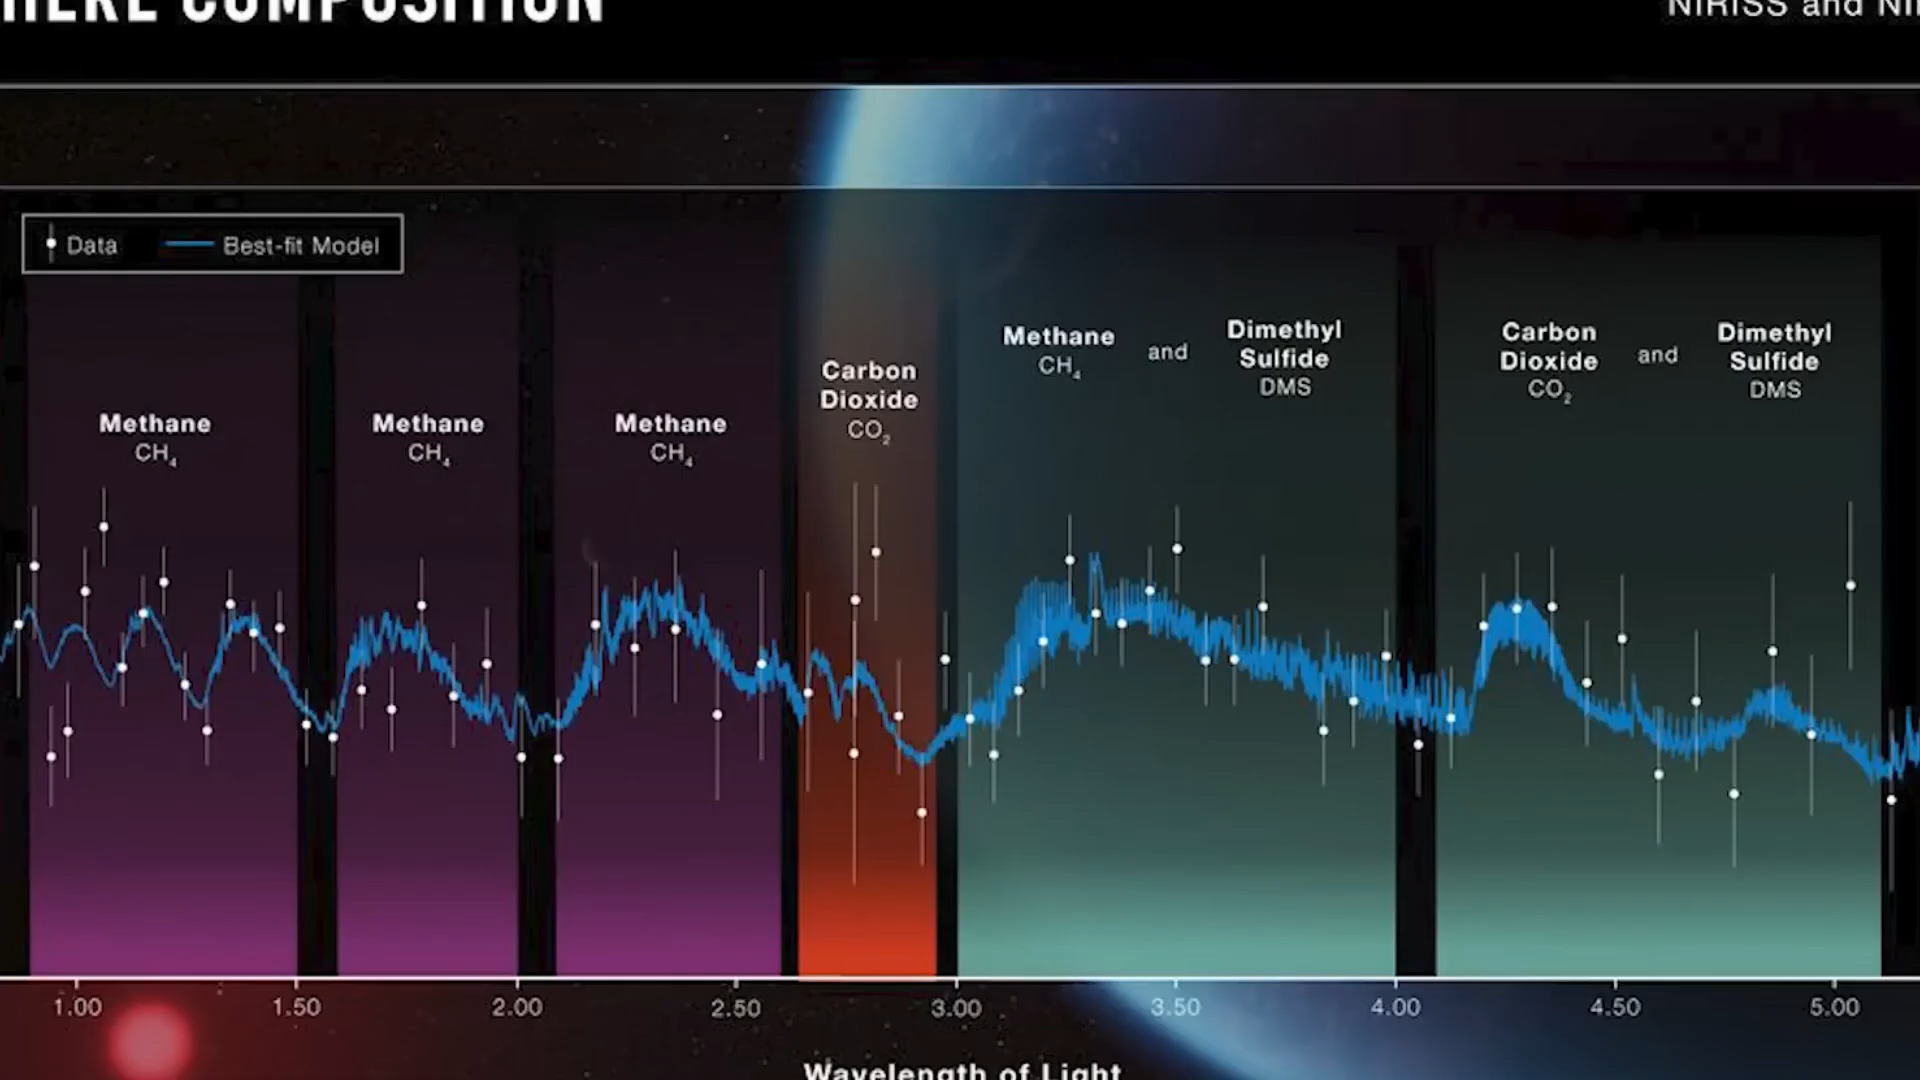 COMPOSITION
NIRISS and
Data Best-fit Model
Methane
CH₄
Methane
CH₄
Methane
CH₄
Carbon
Dioxide
CO₂
Methane
CH₄
and
Dimethyl
Sulfide
DMS
Carbon
Dioxide
CO₂
and
Dimethyl
Sulfide
DMS
1.00 1.50 2.00 2.50 3.00 3.50 4.00 4.50 5.00
Wavelength of Light